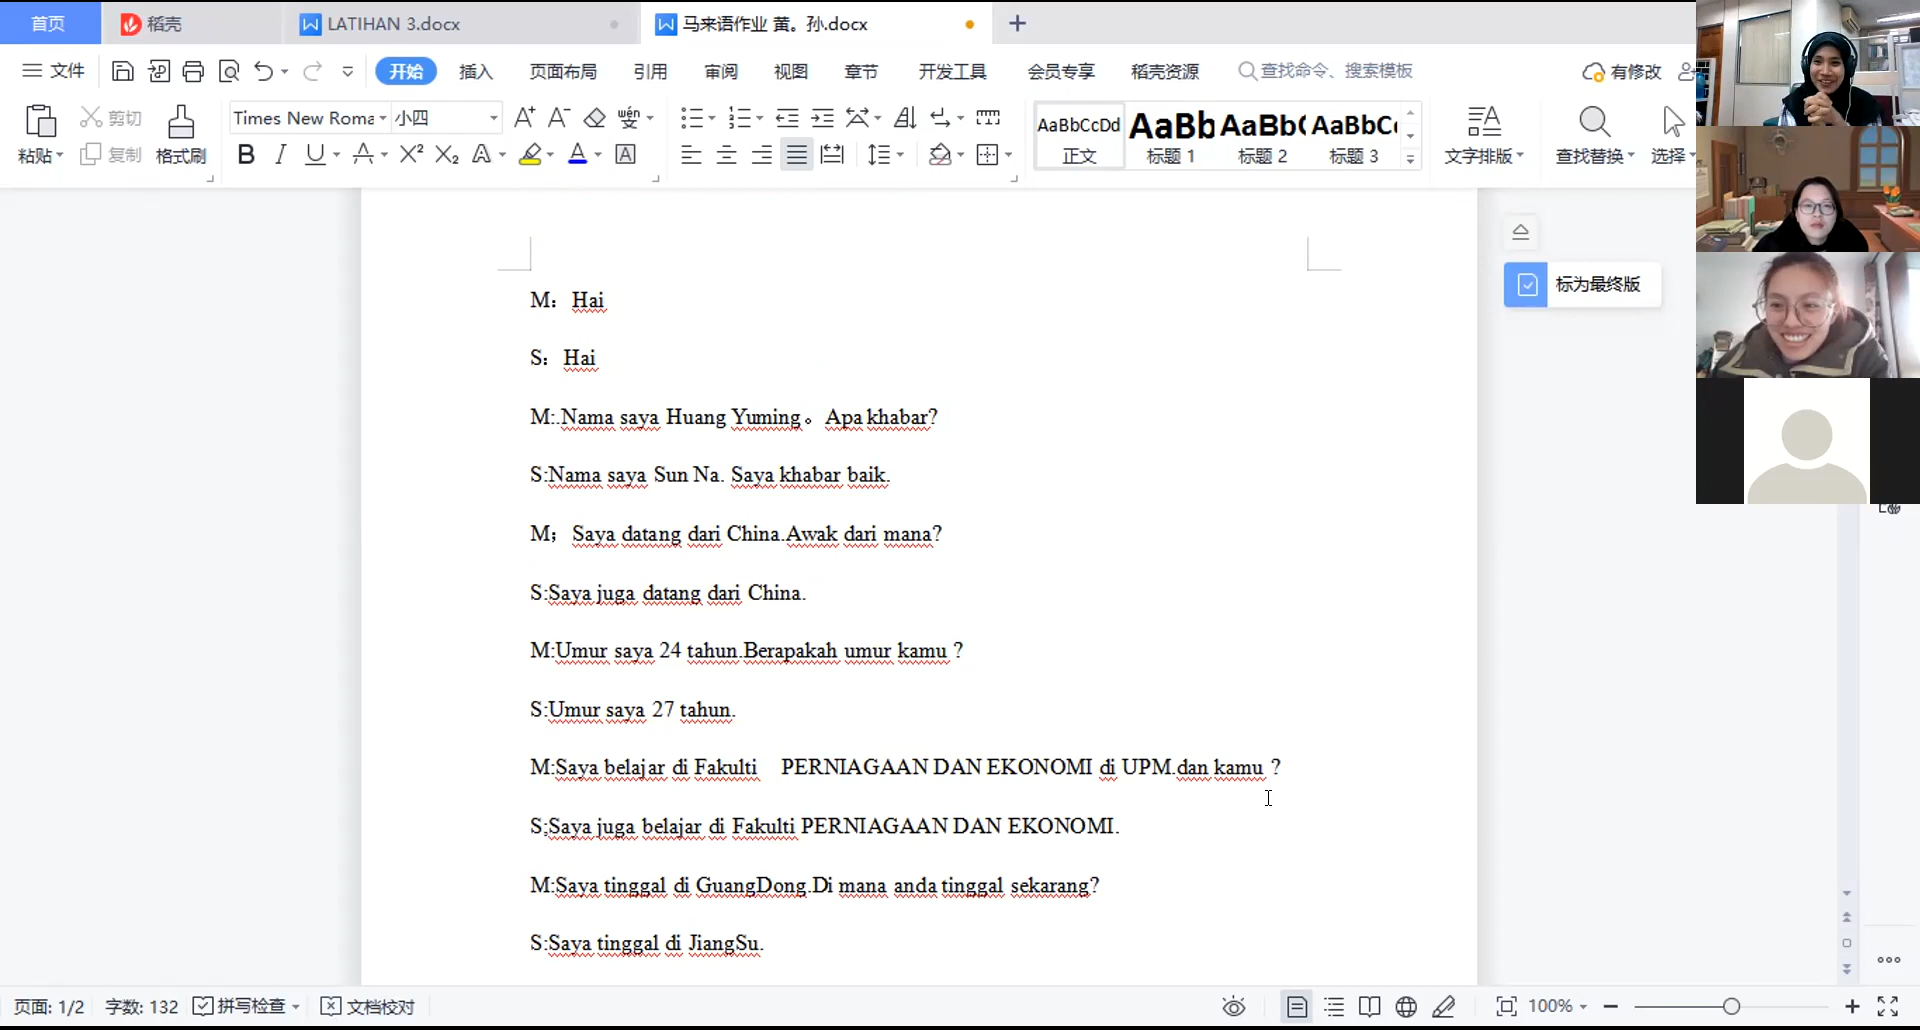 首页
稻壳
LATIHAN 3.docx
马来语作业 黄。孙.docx
文件
开始
插入
页面布局
引用
审阅
视图
章节
开发工具
会员专享
稻壳资源
查找命令、搜索模板
有修改
粘贴
剪切
复制
格式刷
Times New Roma
小四
wén
AaBbCcDd
AaBb
AaBb(
AaBbC
正文
标题 1
标题 2
标题 3
文字排版
查找替换
选择
标为最终版
M：Hai
S：Hai
M:.Nama saya Huang Yuming。Apa khabar?
S:Nama saya Sun Na. Saya khabar baik.
M；Saya datang dari China.Awak dari mana?
S:Saya juga datang dari China.
M:Umur saya 24 tahun.Berapakah umur kamu ?
S:Umur saya 27 tahun.
M:Saya belajar di Fakulti PERNIAGAAN DAN EKONOMI di UPM.dan kamu ?
S;Saya juga belajar di Fakulti PERNIAGAAN DAN EKONOMI.
M:Saya tinggal di GuangDong.Di mana anda tinggal sekarang?
S:Saya tinggal di JiangSu.
页面: 1/2
字数: 132
拼写检查
文档校对
100%